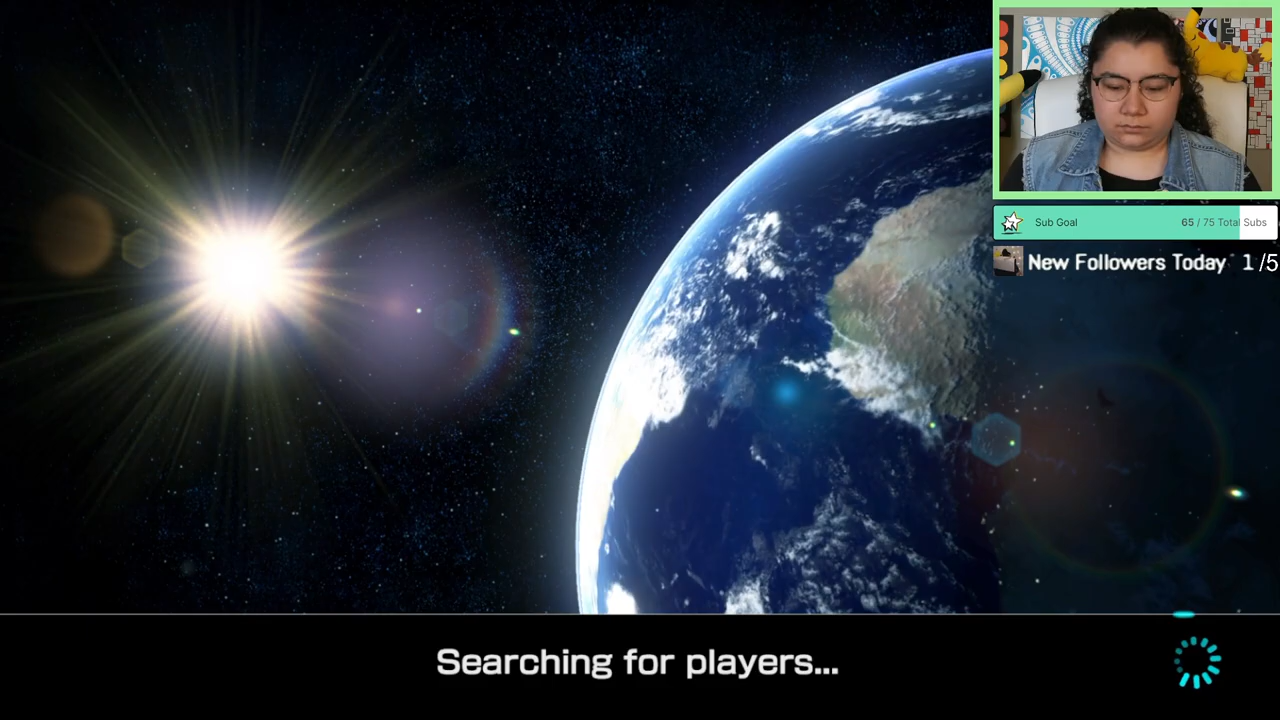 Sub Goal 65 / 75 Total Subs
New Followers Today 1 /5
Searching for players...